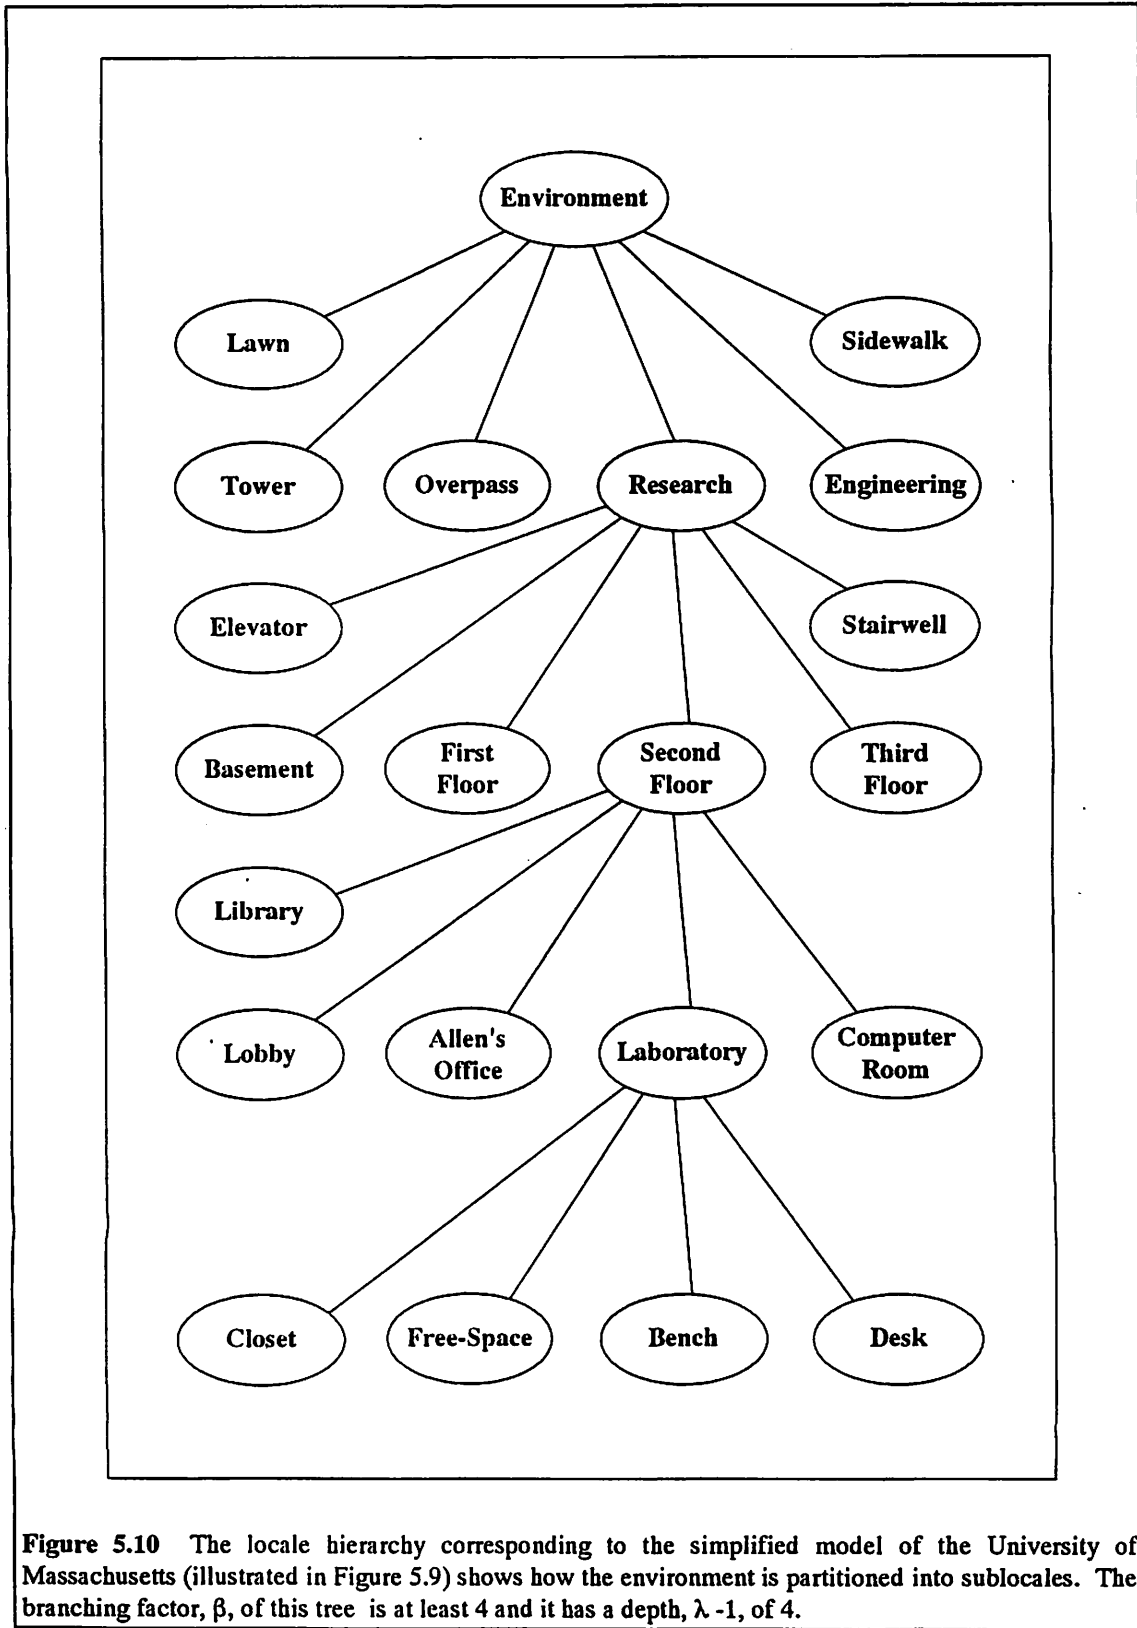 Environment
Lawn
Sidewalk
Tower
Overpass
Research
Engineering
Elevator
Stairwell
Basement
First
Floor
Second
Floor
Third
Floor
Library
Lobby
Allen's
Office
Laboratory
Computer
Room
Closet
Free-Space
Bench
Desk
Figure 5.10 The locale hierarchy corresponding to the simplified model of the University of
Massachusetts (illustrated in Figure 5.9) shows how the environment is partitioned into sublocales. The
branching factor, β, of this tree is at least 4 and it has a depth, λ -1, of 4.